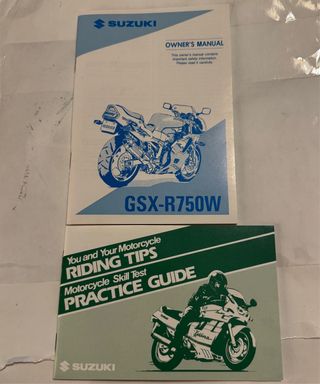 SUZUKI
OWNER'S MANUAL
This owner's manual contains
important safety information.
Please read it carefully.
GSX-R750W
You and Your Motorcycle
RIDING TIPS
Motorcycle Skill Test
PRACTICE GUIDE
SUZUKI